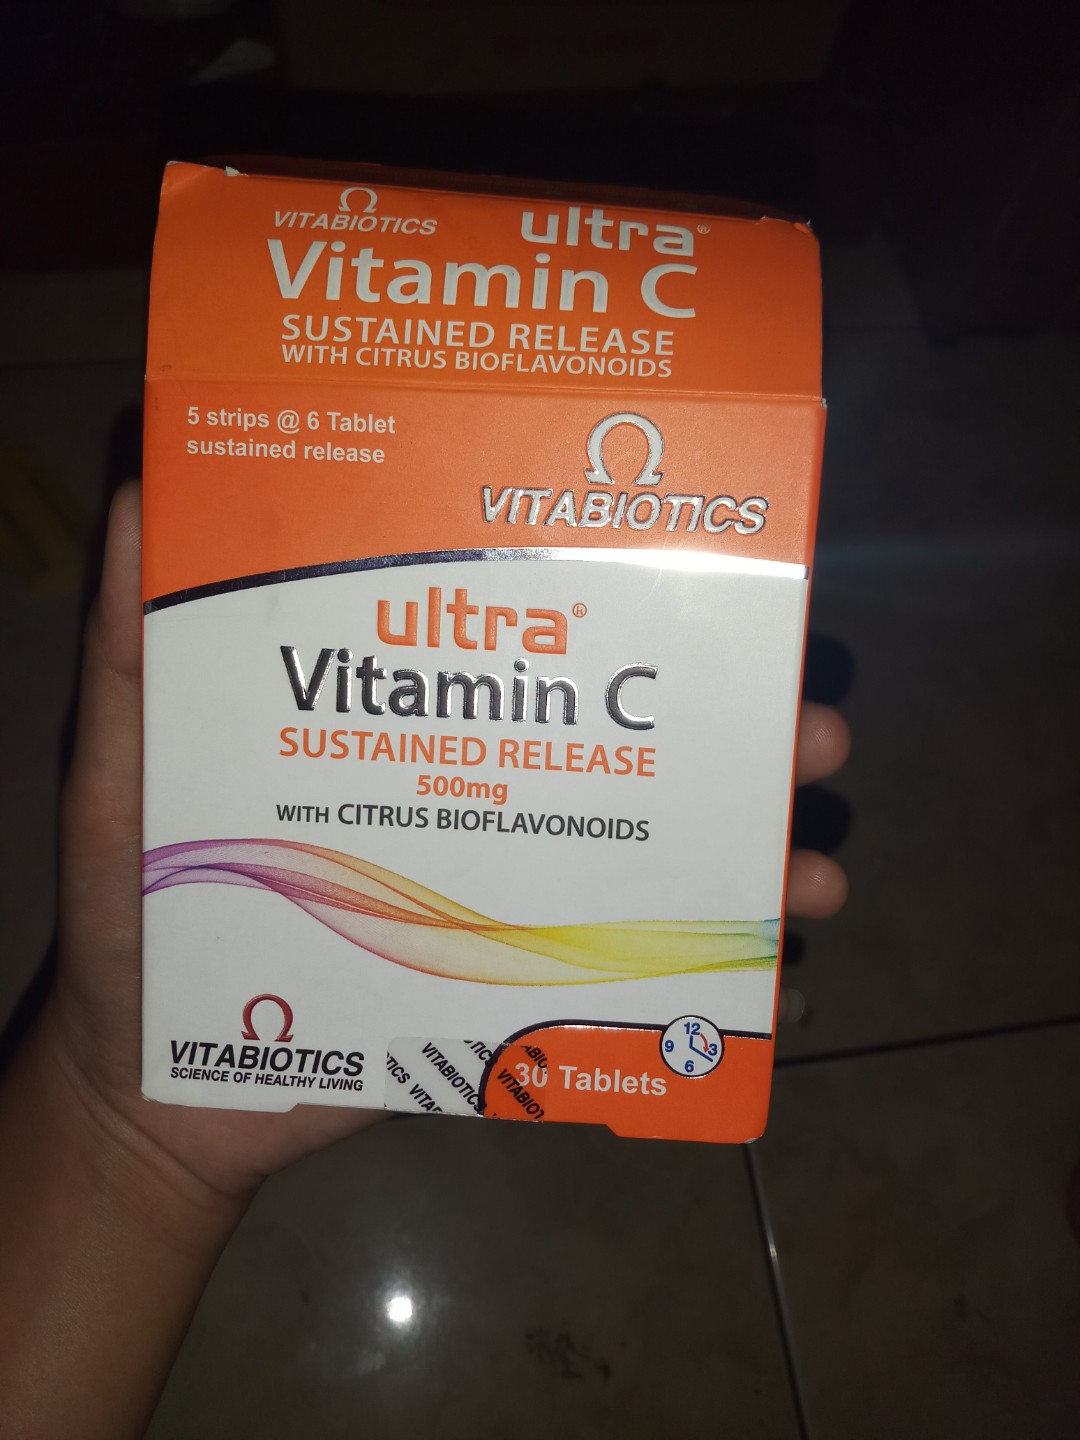 VITABIOTICS
ultra®
Vitamin C
SUSTAINED RELEASE
WITH CITRUS BIOFLAVONOIDS
5 strips @ 6 Tablet
sustained release
VITABIOTICS
ultra®
Vitamin C
SUSTAINED RELEASE
500mg
WITH CITRUS BIOFLAVONOIDS
VITABIOTICS
SCIENCE OF HEALTHY LIVING
VITABIOTICS
30 Tablets
12
9
3
6